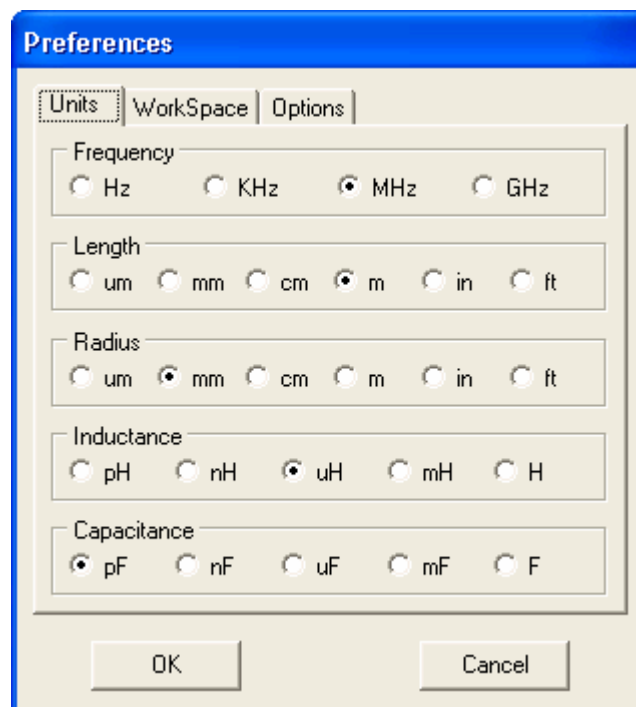 Preferences
Units WorkSpace Options
Frequency
Hz KHz MHz GHz
Length
um mm cm m in ft
Radius
um mm cm m in ft
Inductance
pH nH uH mH H
Capacitance
pF nF uF mF F
OK Cancel